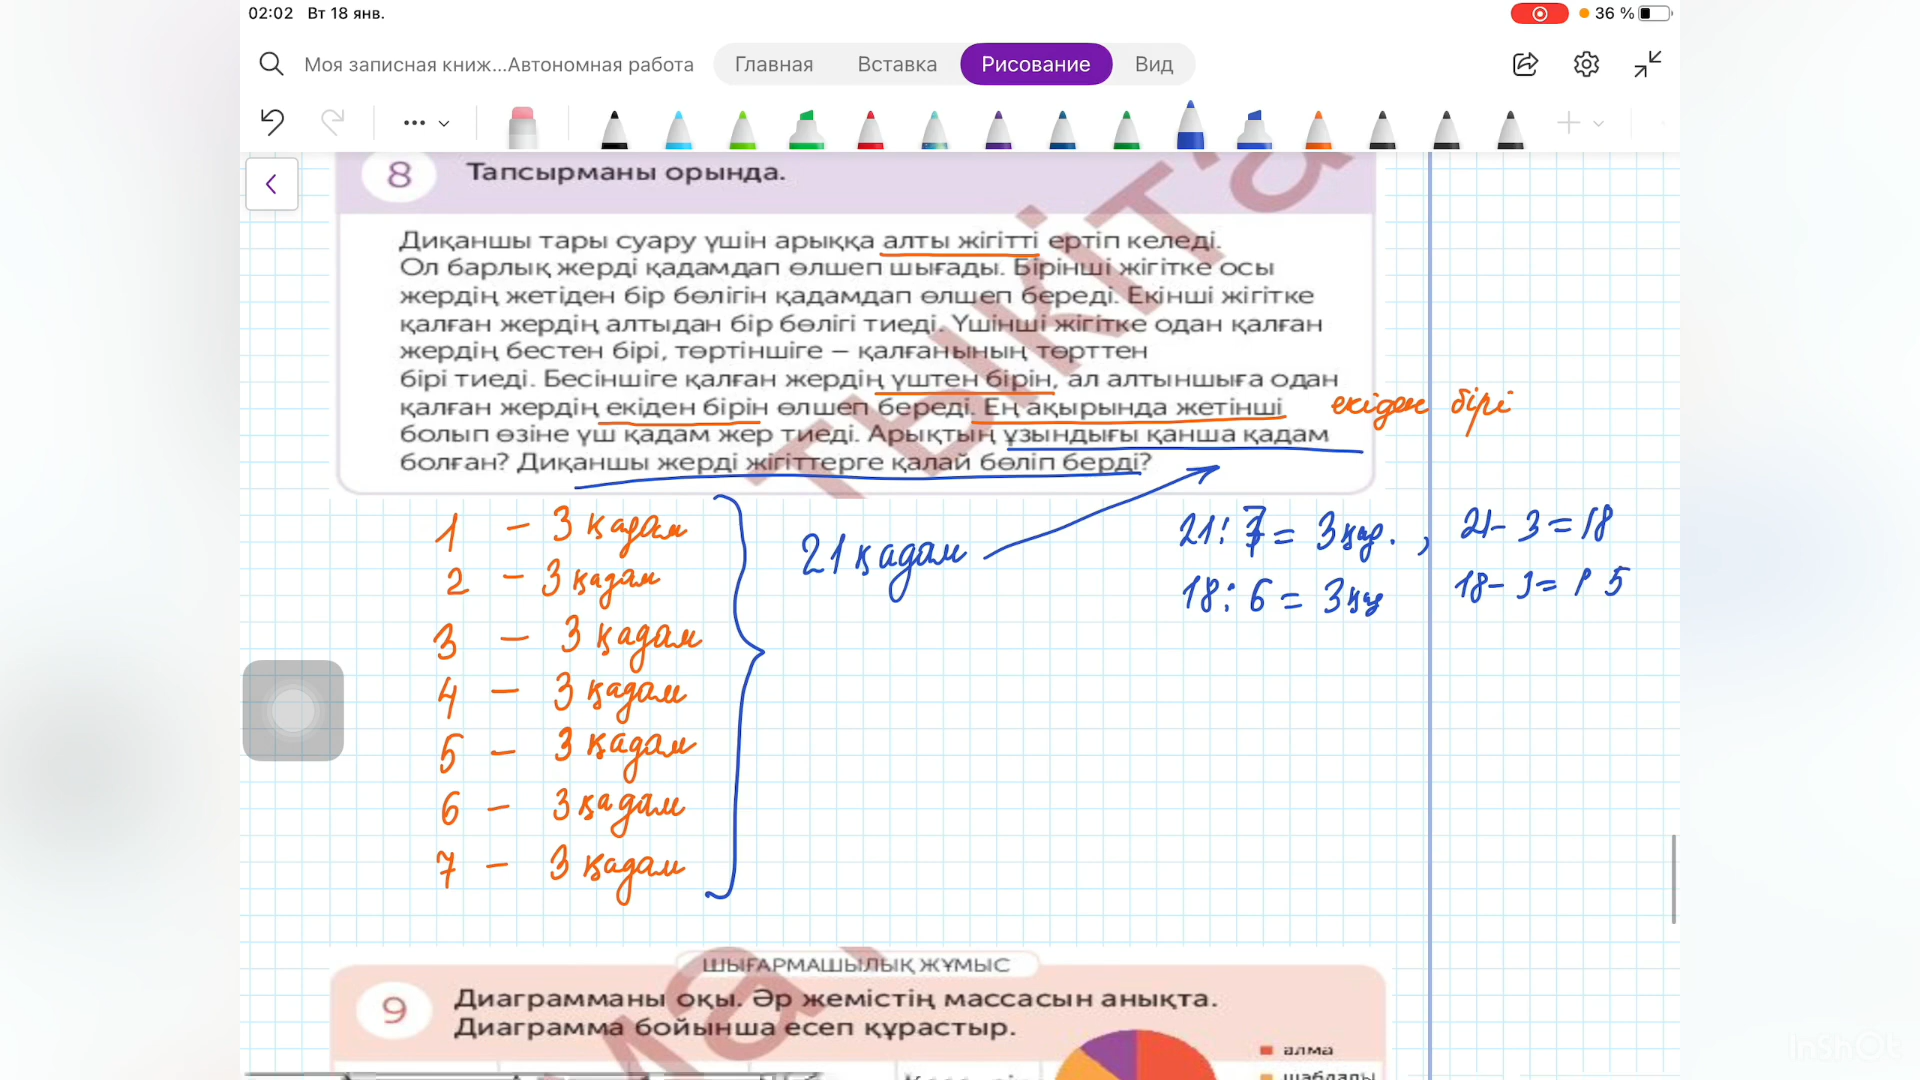 02:02 Вт 18 янв.
36 %
Моя записная книж...Автономная работа
Главная Вставка Рисование Вид
8 Тапсырманы орында.
Диқаншы тары суару үшін арыққа алты жігітті ертіп келеді.
Ол барлық жерді қадамдап өлшеп шығады. Бірінші жігітке осы
жердің жетіден бір бөлігін қадамдап өлшеп береді. Екінші жігітке
қалған жердің алтыдан бір бөлігі тиеді. Үшінші жігітке одан қалған
жердің бестен бірі, төртіншіге – қалғанының төрттен
бірі тиеді. Бесіншіге қалған жердің үштен бірін, ал алтыншыға одан
қалған жердің екіден бірін өлшеп береді. Ең ақырында жетінші
болып өзіне үш қадам жер тиеді. Арықтың ұзындығы қанша қадам
болған? Диқаншы жерді жігіттерге қалай бөліп берді?
екіден бірі
1 – 3 қадам
2 – 3 қадам
3 – 3 қадам
4 – 3 қадам
5 – 3 қадам
6 – 3 қадам
7 – 3 қадам
21 қадам
21 : 7 = 3 қад. , 21 - 3 = 18
18 : 6 = 3 қад 18 - 3 = 15
ШЫҒАРМАШЫЛЫҚ ЖҰМЫС
9 Диаграмманы оқы. Әр жемістің массасын анықта.
Диаграмма бойынша есеп құрастыр.
алма
шабдалы
InShOt